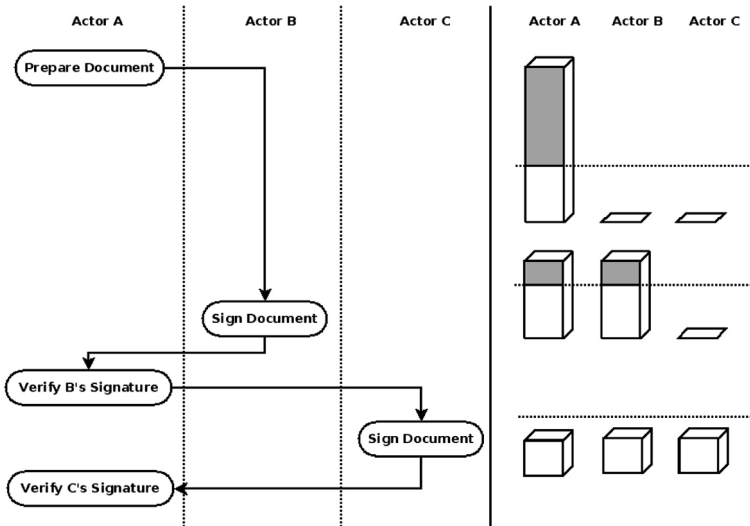 Actor A Actor B Actor C Actor A Actor B Actor C
Prepare Document
Sign Document
Verify B's Signature
Sign Document
Verify C's Signature